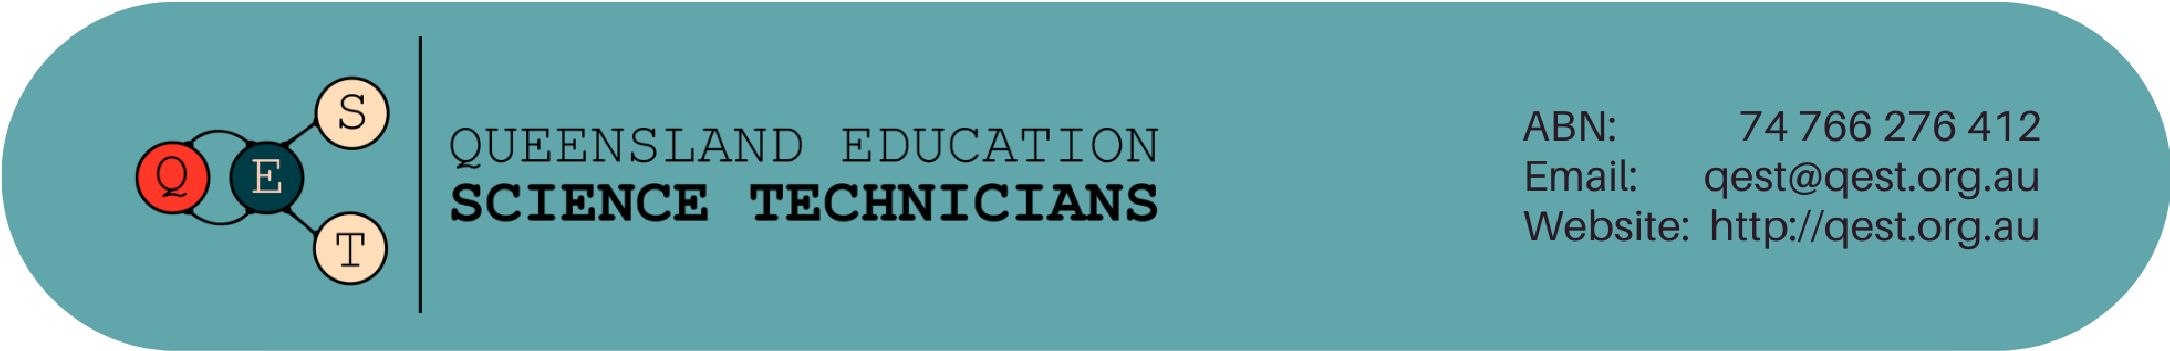 Q E S T
QUEENSLAND EDUCATION
SCIENCE TECHNICIANS
ABN: 74 766 276 412
Email: qest@qest.org.au
Website: http://qest.org.au